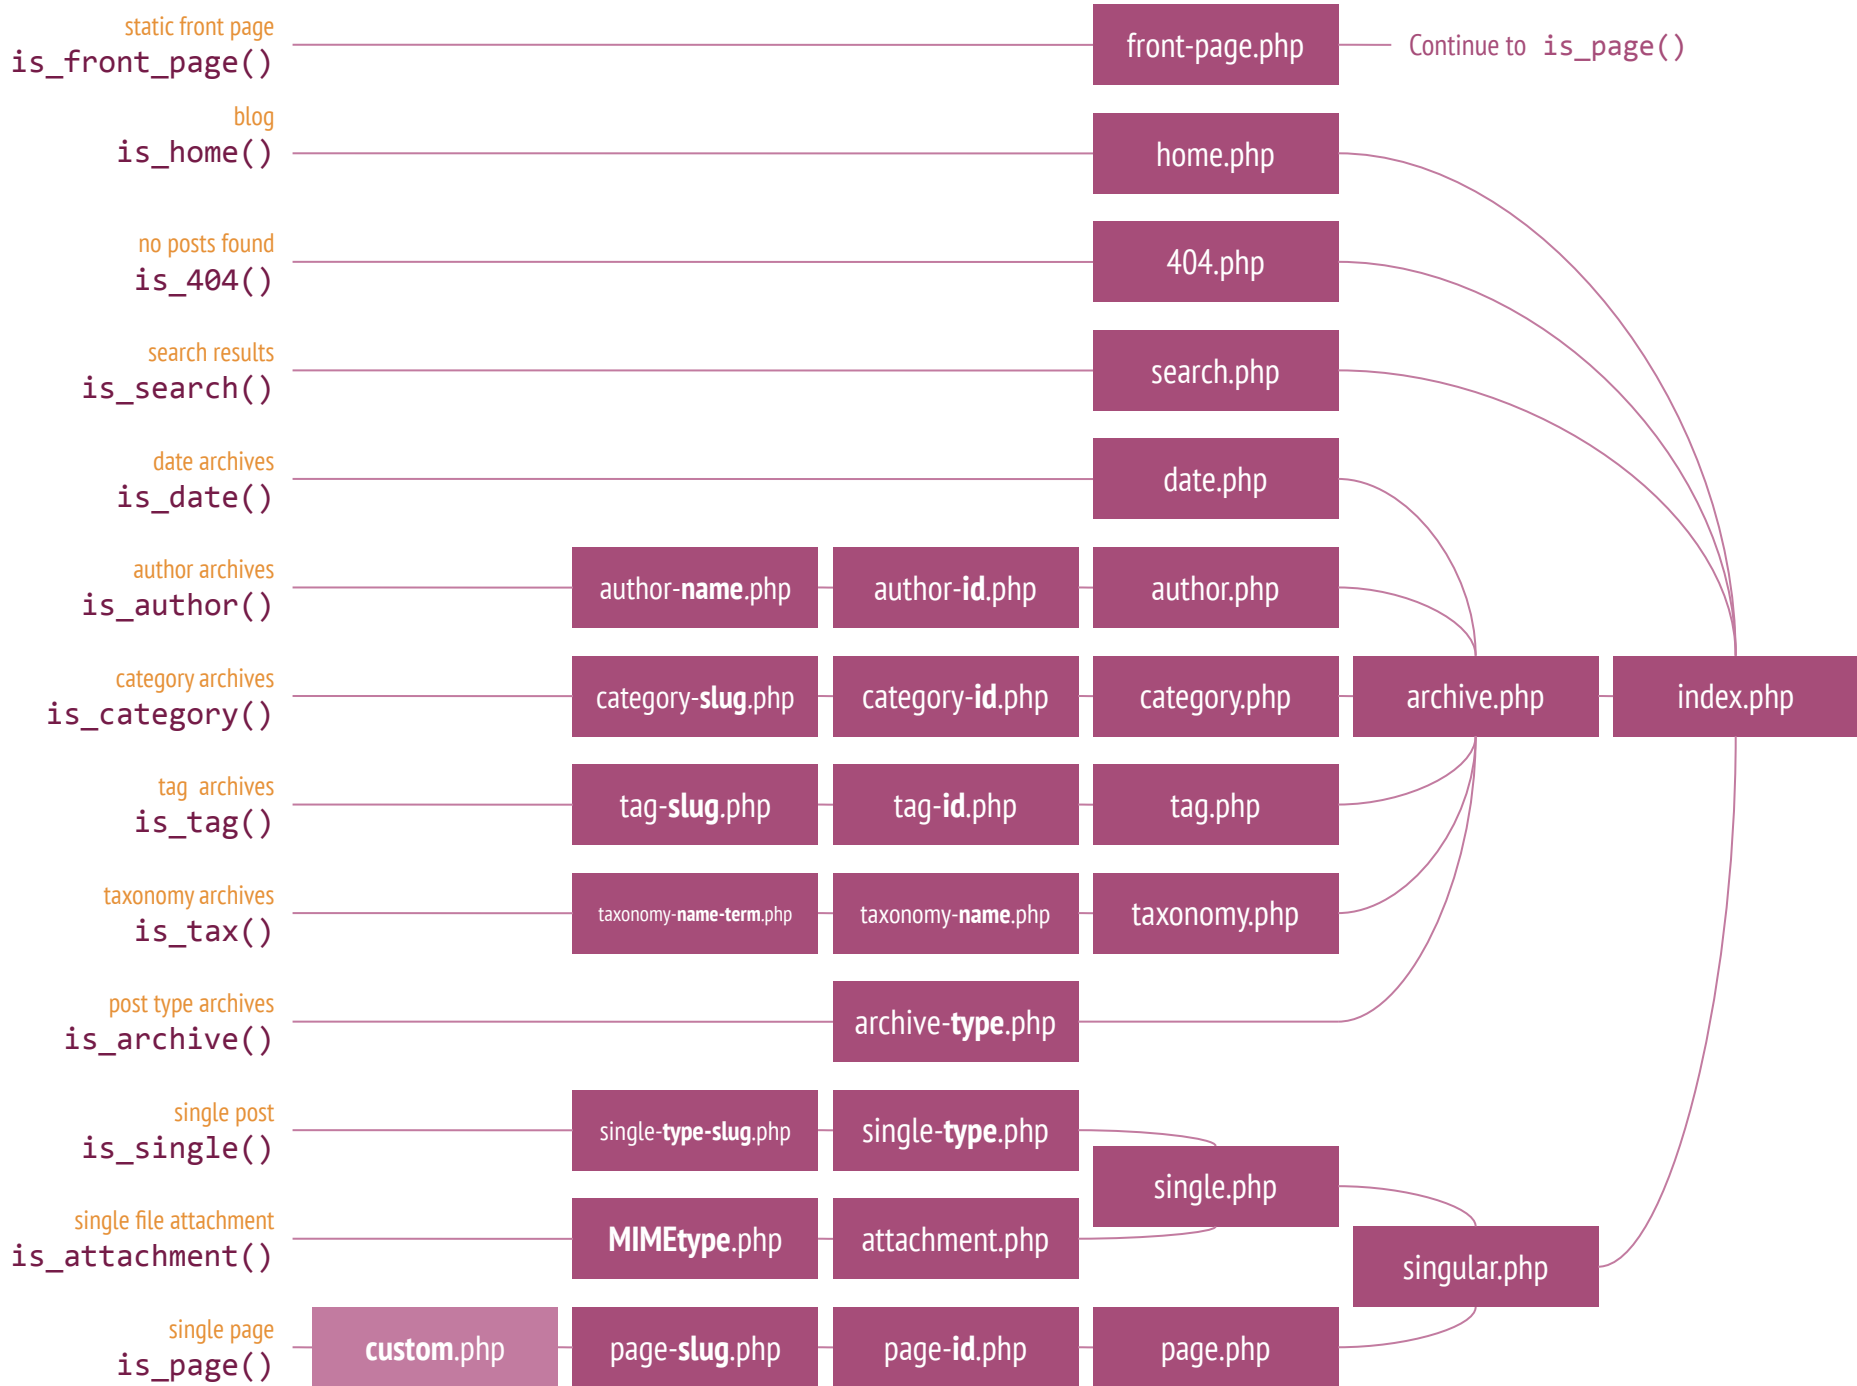 static front page
is_front_page()
front-page.php
Continue to is_page()
blog
is_home()
home.php
no posts found
is_404()
404.php
search results
is_search()
search.php
date archives
is_date()
date.php
author archives
is_author()
author-name.php
author-id.php
author.php
category archives
is_category()
category-slug.php
category-id.php
category.php
archive.php
index.php
tag archives
is_tag()
tag-slug.php
tag-id.php
tag.php
taxonomy archives
is_tax()
taxonomy-name-term.php
taxonomy-name.php
taxonomy.php
post type archives
is_archive()
archive-type.php
single post
is_single()
single-type-slug.php
single-type.php
single.php
single file attachment
is_attachment()
MIMEtype.php
attachment.php
singular.php
single page
is_page()
custom.php
page-slug.php
page-id.php
page.php